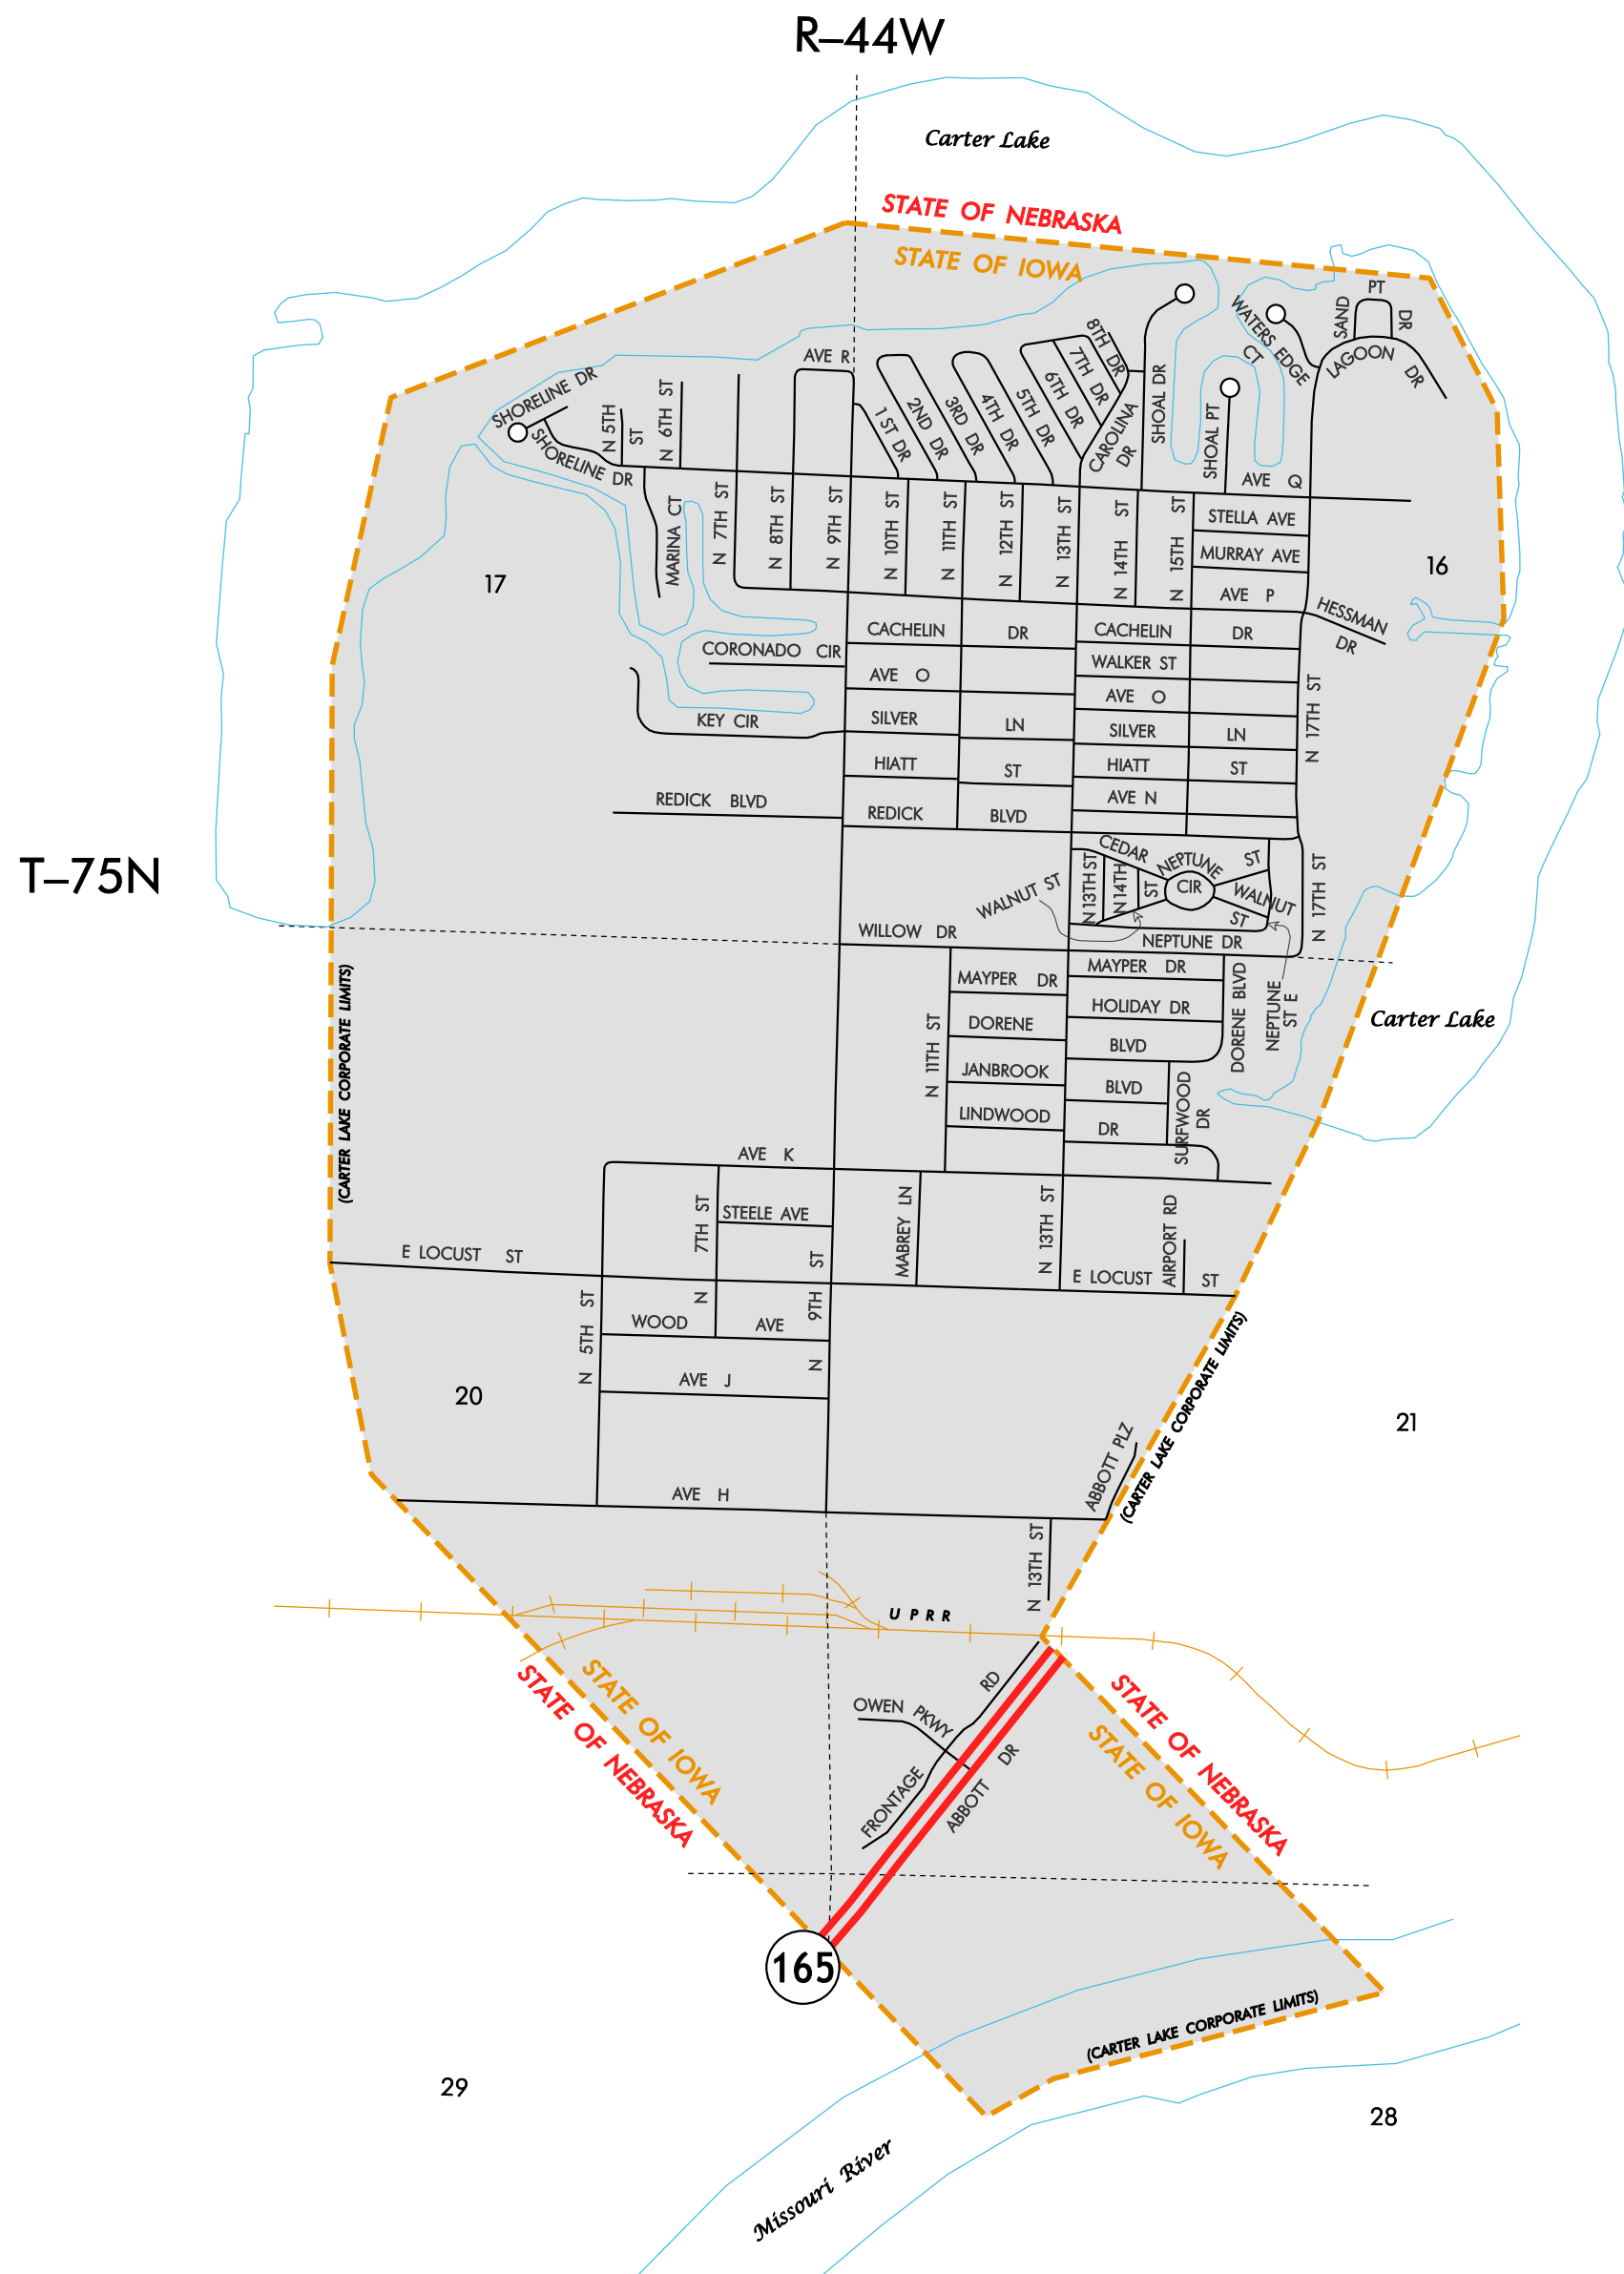 R–44W
Carter Lake
STATE OF NEBRASKA
STATE OF IOWA
SAND
PT
DR
WATERS EDGE
CT
LAGOON
DR
SHORELINE DR
SHORELINE DR
N 5TH
ST
N 6TH ST
AVE R
1 ST DR
2ND DR
3RD DR
4TH DR
5TH DR
6TH DR
7TH DR
8TH DR
CAROLINA
DR
SHOAL DR
SHOAL PT
AVE Q
MARINA CT
N 7TH ST
N 8TH ST
N 9TH ST
N 10TH ST
N 11TH ST
N 12TH ST
N 13TH ST
N 14TH ST
N 15TH ST
STELLA AVE
MURRAY AVE
AVE P
17
16
HESSMAN
DR
CACHELIN
DR
CACHELIN
DR
CORONADO CIR
WALKER ST
AVE O
AVE O
N 17TH ST
KEY CIR
SILVER
LN
SILVER
LN
HIATT
ST
HIATT
ST
AVE N
REDICK BLVD
REDICK
BLVD
T–75N
CEDAR
NEPTUNE
ST
CIR
WALNUT
ST
N 13TH ST
N 14TH
ST
WALNUT ST
N 17TH ST
WILLOW DR
NEPTUNE DR
MAYPER DR
MAYPER DR
HOLIDAY DR
DORENE BLVD
NEPTUNE
ST E
Carter Lake
(CARTER LAKE CORPORATE LIMITS)
N 11TH ST
DORENE
BLVD
JANBROOK
BLVD
LINDWOOD
DR
SURFWOOD
DR
AVE K
STEELE AVE
N 7TH ST
N 9TH ST
MABREY LN
N 13TH ST
AIRPORT RD
E LOCUST ST
E LOCUST ST
N 5TH ST
WOOD AVE
AVE J
20
21
(CARTER LAKE CORPORATE LIMITS)
ABBOTT PLZ
AVE H
N 13TH ST
U P R R
STATE OF IOWA
STATE OF NEBRASKA
OWEN PKWY
FRONTAGE RD
ABBOTT DR
STATE OF NEBRASKA
STATE OF IOWA
165
(CARTER LAKE CORPORATE LIMITS)
29
28
Missouri River